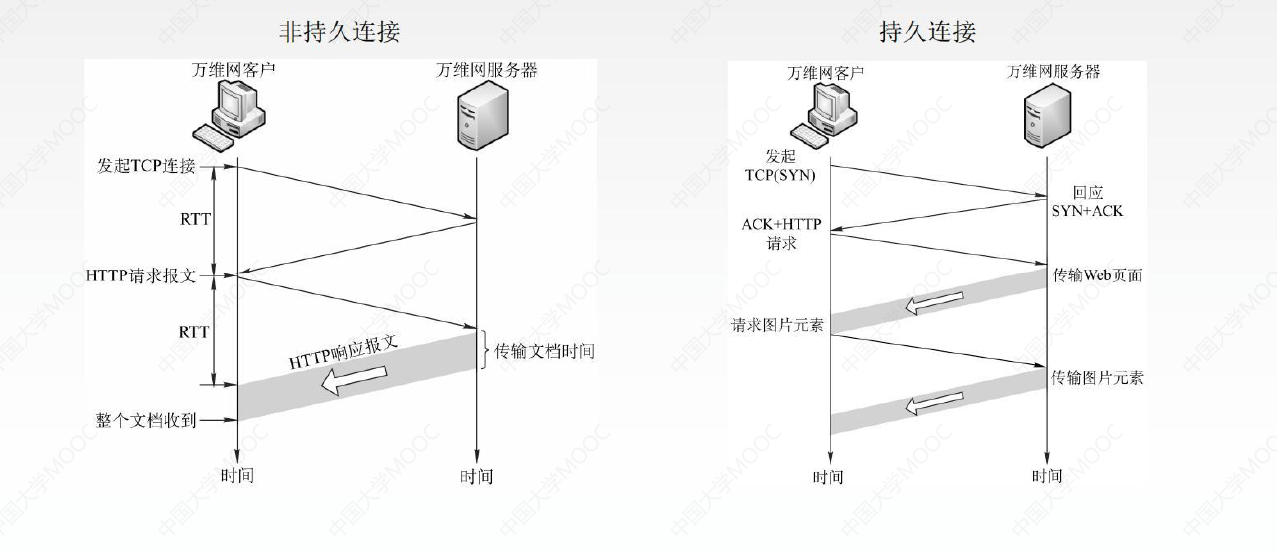 非持久连接
万维网客户
万维网服务器
发起TCP连接
RTT
HTTP请求报文
RTT
HTTP响应报文
传输文档时间
整个文档收到
时间
时间
持久连接
万维网客户
万维网服务器
发起
TCP(SYN)
回应
SYN+ACK
ACK+HTTP
请求
传输Web页面
请求图片元素
传输图片元素
时间
时间
中国大学MOOC